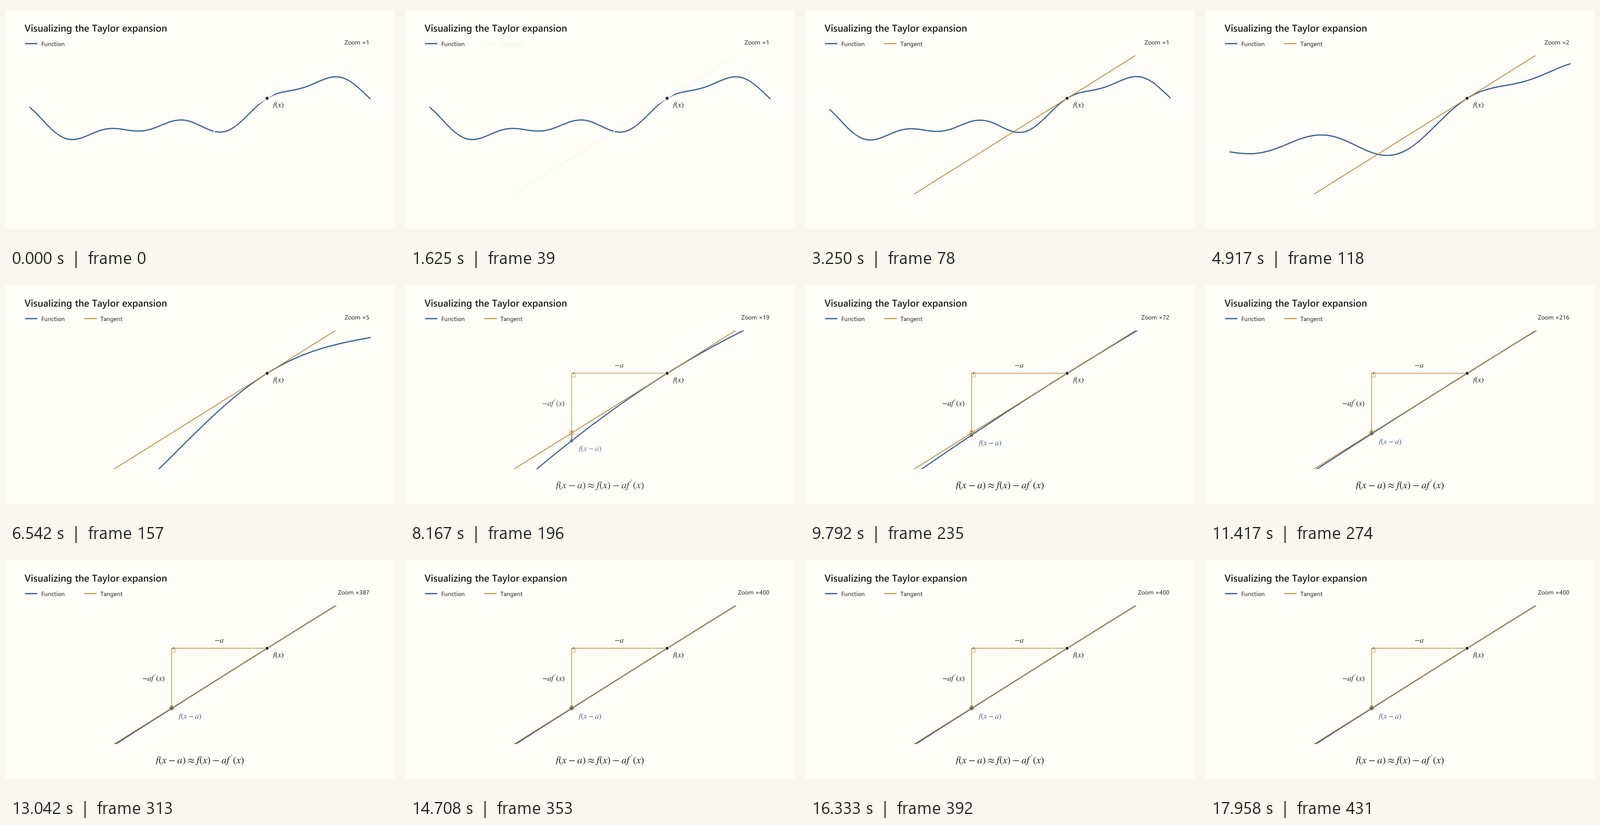 Visualizing the Taylor expansion
Function
Zoom ×1
f(x)
0.000 s | frame 0
Visualizing the Taylor expansion
Function
Zoom ×1
f(x)
1.625 s | frame 39
Visualizing the Taylor expansion
Function Tangent
Zoom ×1
f(x)
3.250 s | frame 78
Visualizing the Taylor expansion
Function Tangent
Zoom ×2
f(x)
4.917 s | frame 118
Visualizing the Taylor expansion
Function Tangent
Zoom ×5
f(x)
6.542 s | frame 157
Visualizing the Taylor expansion
Function Tangent
Zoom ×19
−a
f(x)
−af′(x)
f(x − a)
f(x − a) ≈ f(x) − af′(x)
8.167 s | frame 196
Visualizing the Taylor expansion
Function Tangent
Zoom ×72
−a
f(x)
−af′(x)
f(x − a)
f(x − a) ≈ f(x) − af′(x)
9.792 s | frame 235
Visualizing the Taylor expansion
Function Tangent
Zoom ×216
−a
f(x)
−af′(x)
f(x − a)
f(x − a) ≈ f(x) − af′(x)
11.417 s | frame 274
Visualizing the Taylor expansion
Function Tangent
Zoom ×387
−a
f(x)
−af′(x)
f(x − a)
f(x − a) ≈ f(x) − af′(x)
13.042 s | frame 313
Visualizing the Taylor expansion
Function Tangent
Zoom ×400
−a
f(x)
−af′(x)
f(x − a)
f(x − a) ≈ f(x) − af′(x)
14.708 s | frame 353
Visualizing the Taylor expansion
Function Tangent
Zoom ×400
−a
f(x)
−af′(x)
f(x − a)
f(x − a) ≈ f(x) − af′(x)
16.333 s | frame 392
Visualizing the Taylor expansion
Function Tangent
Zoom ×400
−a
f(x)
−af′(x)
f(x − a)
f(x − a) ≈ f(x) − af′(x)
17.958 s | frame 431